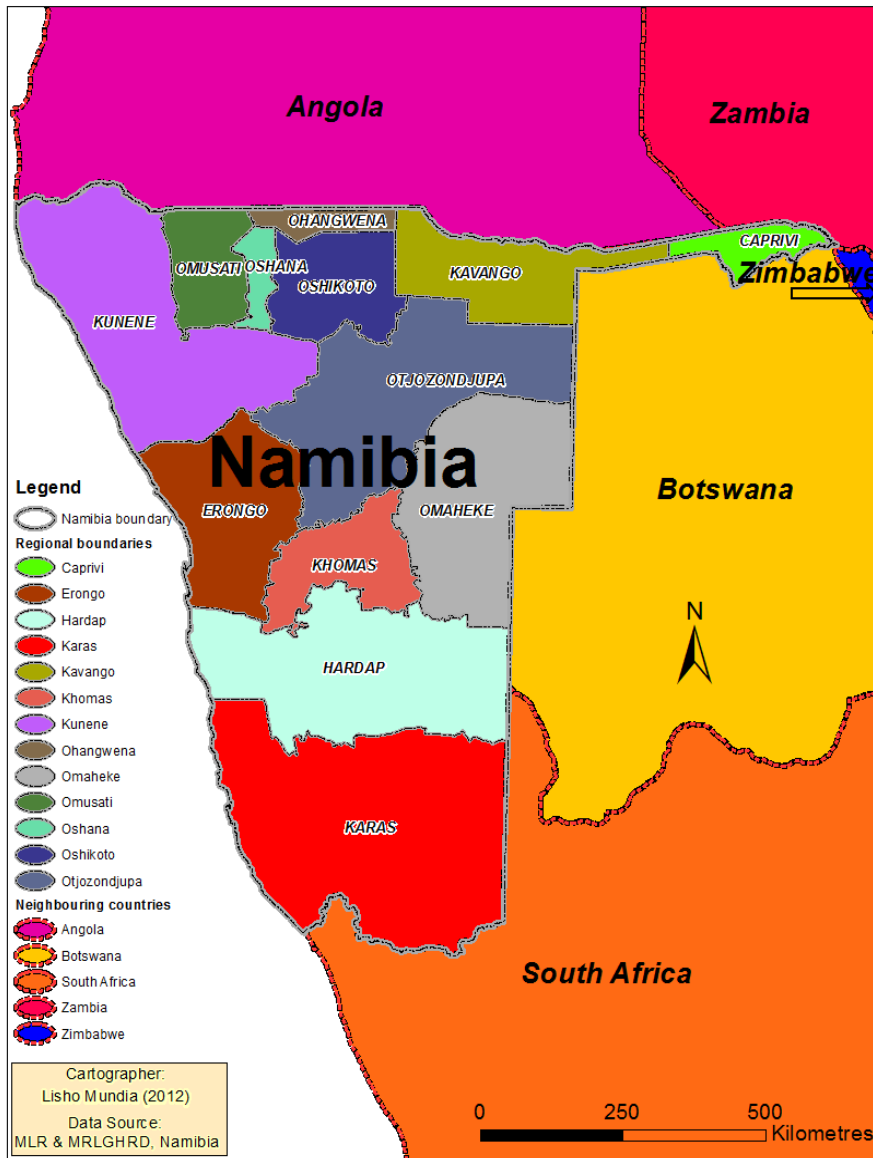 Angola
Zambia
OHANGWENA
CAPRIVI
OMUSATI
OSHANA
OSHIKOTO
KAVANGO
Zimbabwe
KUNENE
OTJOZONDJUPA
Namibia
Botswana
ERONGO
OMAHEKE
KHOMAS
N
HARDAP
KARAS
South Africa
Legend
Namibia boundary
Regional boundaries
Caprivi
Erongo
Hardap
Karas
Kavango
Khomas
Kunene
Ohangwena
Omaheke
Omusati
Oshana
Oshikoto
Otjozondjupa
Neighbouring countries
Angola
Botswana
South Africa
Zambia
Zimbabwe
Cartographer:
Lisho Mundia (2012)
Data Source:
MLR & MRLGHRD, Namibia
0 250 500
Kilometres